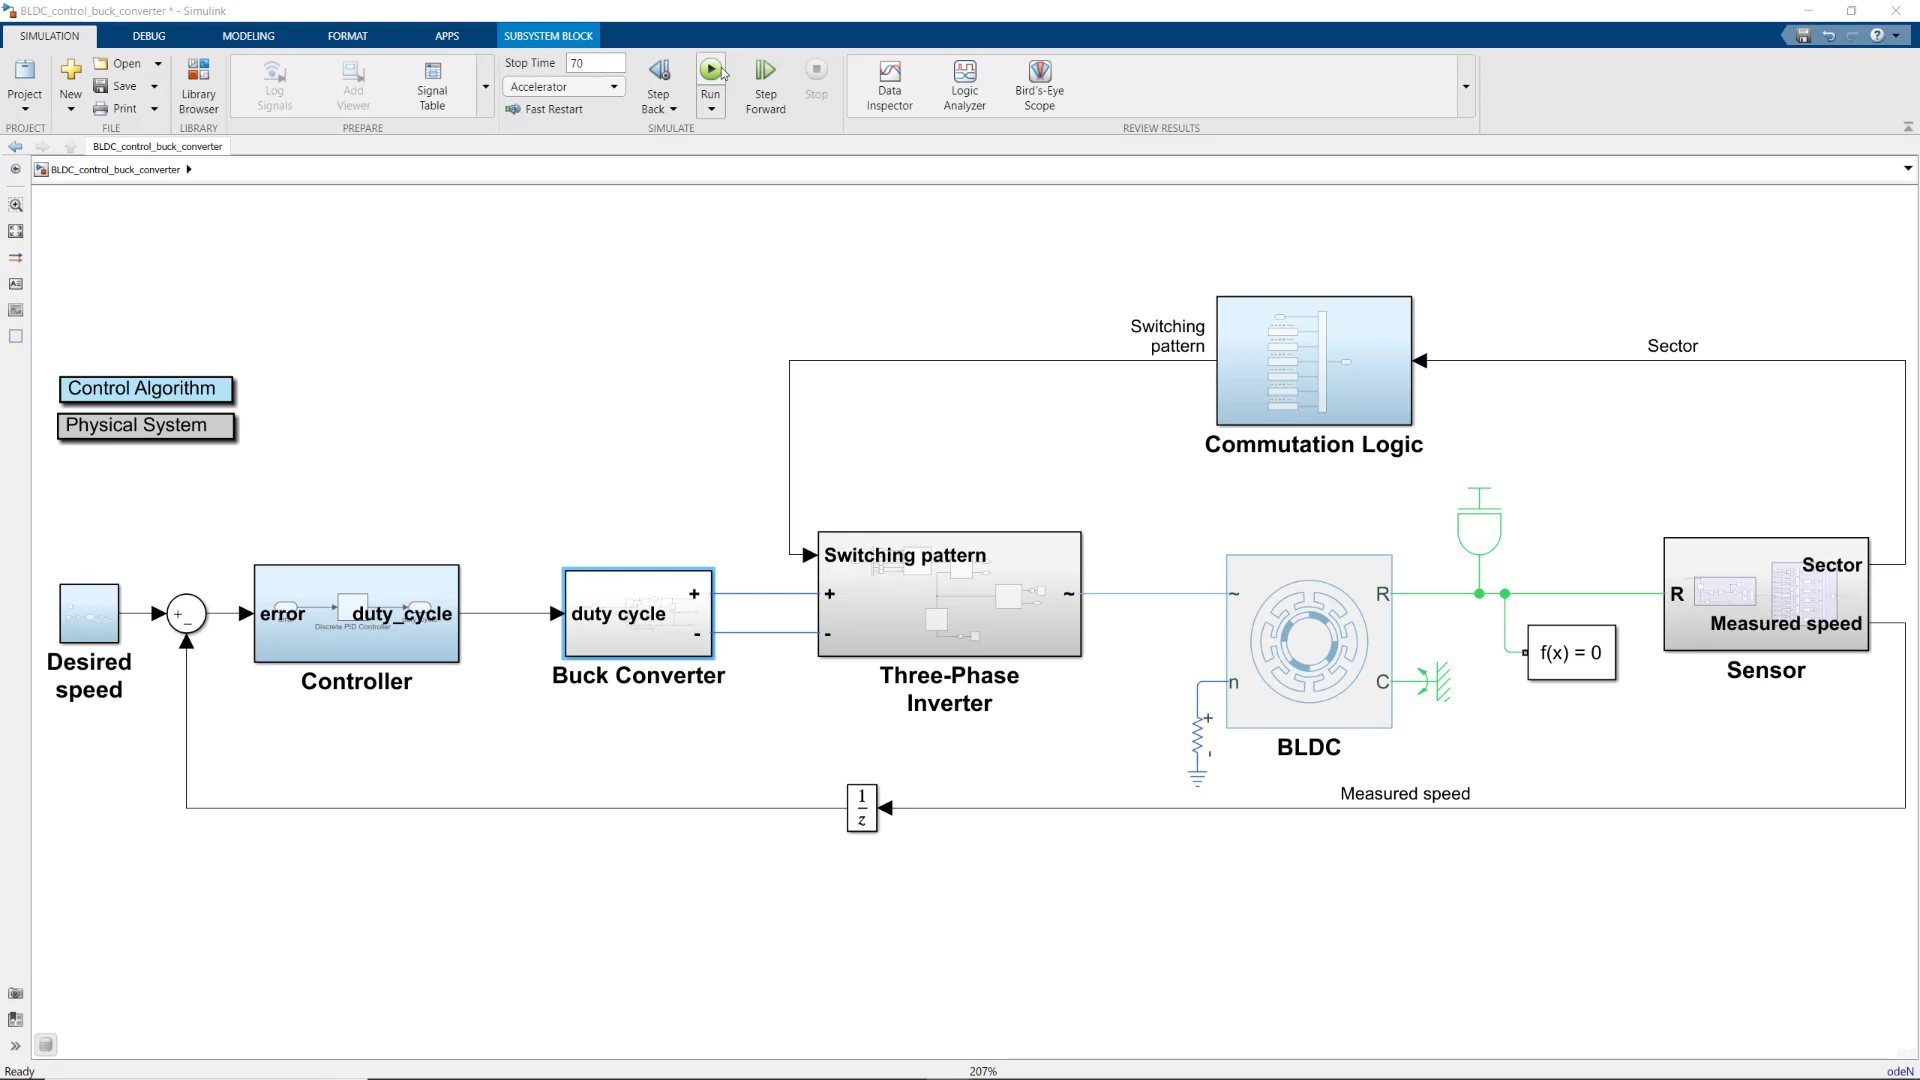 BLDC_control_buck_converter * - Simulink
SIMULATION
DEBUG
MODELING
FORMAT
APPS
SUBSYSTEM BLOCK
Project
New
Open
Save
Print
Library
Browser
Log
Signals
Add
Viewer
Signal
Table
Stop Time 70
Accelerator
Fast Restart
Step
Back
Run
Step
Forward
Stop
Data
Inspector
Logic
Analyzer
Bird's-Eye
Scope
PROJECT
FILE
LIBRARY
PREPARE
SIMULATE
REVIEW RESULTS
BLDC_control_buck_converter
BLDC_control_buck_converter
Switching
pattern
Sector
Commutation Logic
Control Algorithm
Physical System
Desired
speed
+
-
error
duty_cycle
Discrete PID Controller
Controller
duty cycle
+
-
Buck Converter
Switching pattern
+
-
~
Three-Phase
Inverter
~
n
R
C
+
-
BLDC
f(x) = 0
R
Sector
Measured speed
Sensor
Measured speed
1
z
Ready
207%
odeN